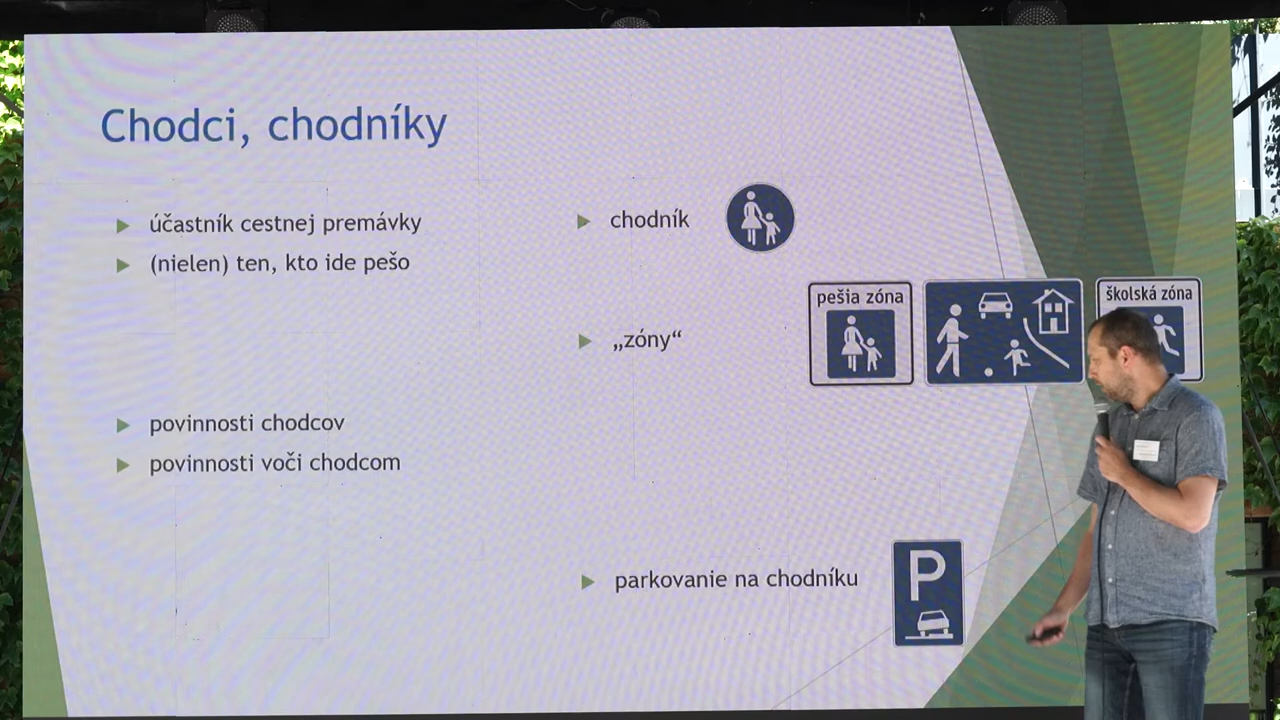 Chodci, chodníky
účastník cestnej premávky
(nielen) ten, kto ide pešo
povinnosti chodcov
povinnosti voči chodcom
chodník
„zóny“
pešia zóna
školská zóna
parkovanie na chodníku
P